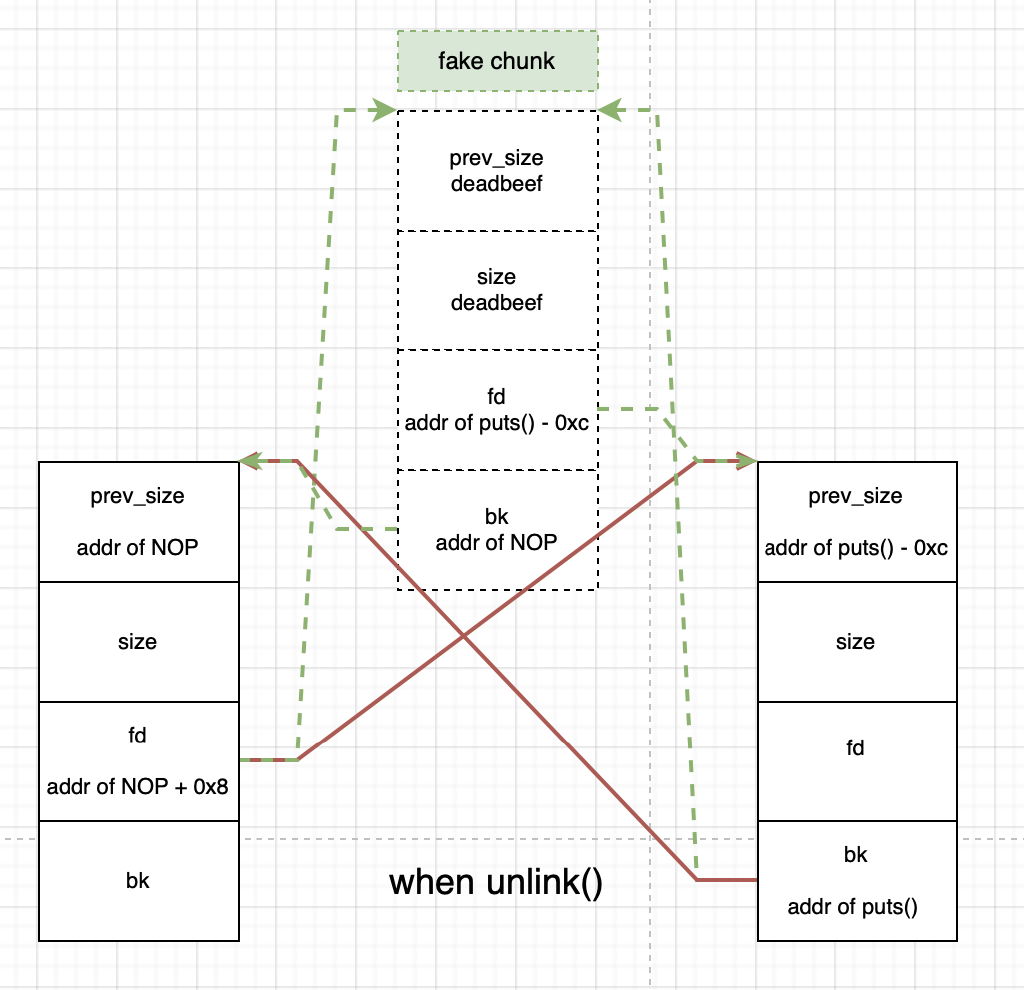 fake chunk
prev_size
deadbeef
size
deadbeef
fd
addr of puts() - 0xc
bk
addr of NOP
prev_size
addr of NOP
size
fd
addr of NOP + 0x8
bk
prev_size
addr of puts() - 0xc
size
fd
bk
addr of puts()
when unlink()